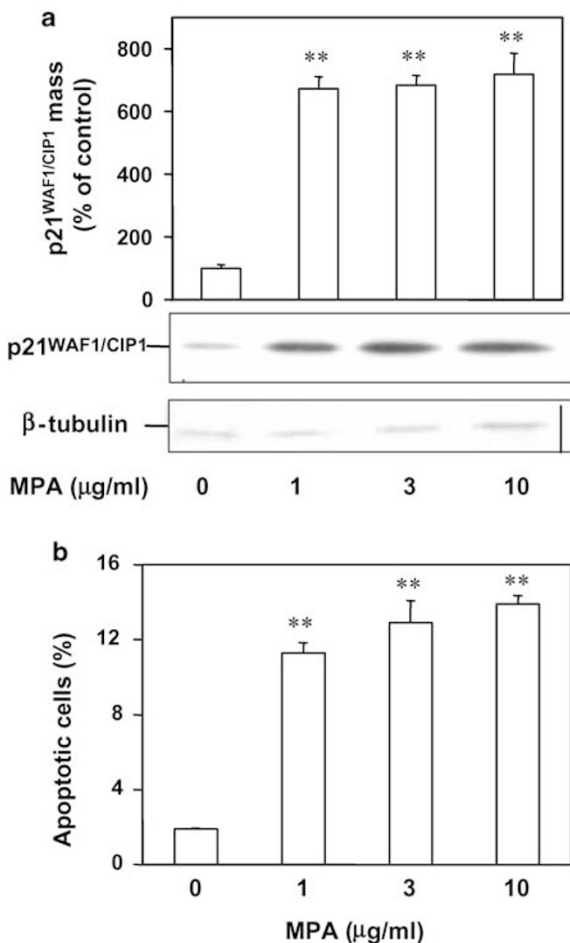 a
p21WAF1/CIP1 mass
(% of control)
800
600
400
200
0
** ** **
p21WAF1/CIP1
β-tubulin
MPA (μg/ml) 0 1 3 10
b
Apoptotic cells (%)
16
12
8
4
0
** ** **
0 1 3 10
MPA (μg/ml)